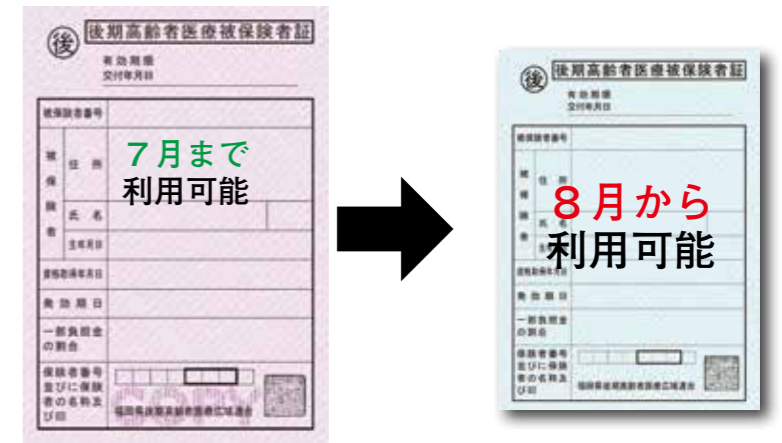 後
後期高齢者医療被保険者証
有効期限
交付年月日
被保険者番号
被保険者
住所
氏名
生年月日
資格取得年月日
発効期日
一部負担金
の割合
保険者番号
並びに保険
者の名称及
び印
福岡県後期高齢者医療広域連合
COPY
7月まで
利用可能
後
後期高齢者医療被保険者証
有効期限
交付年月日
被保険者番号
被保険者
住所
氏名
資格取得年月日
発効期日
一部負担金
の割合
保険者番号
並びに保険
者の名称及
び印
福岡県後期高齢者医療広域連合
8月から
利用可能